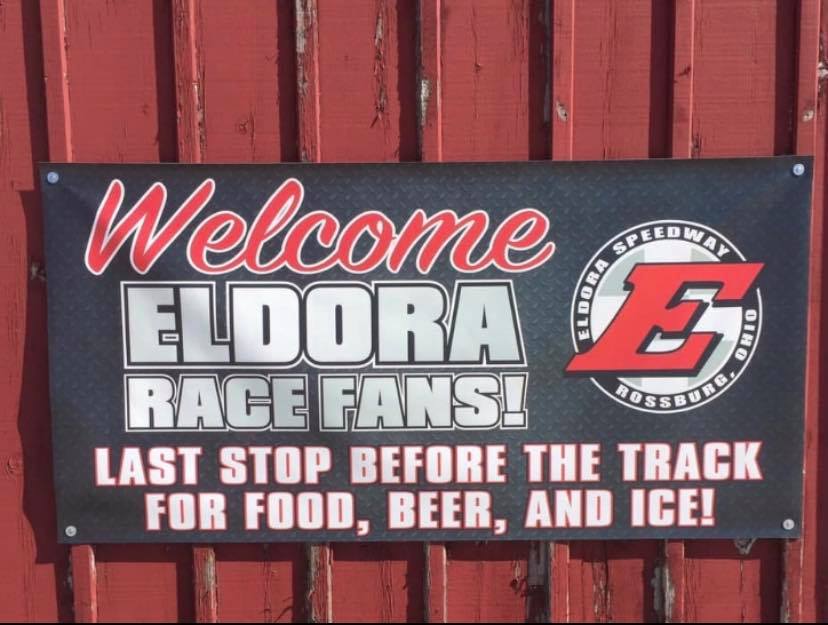 Welcome
ELDORA
RACE FANS!
ELDORA SPEEDWAY
E
ROSSBURG, OHIO
LAST STOP BEFORE THE TRACK
FOR FOOD, BEER, AND ICE!